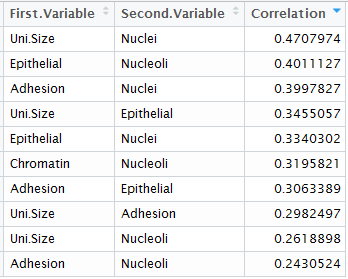 First.Variable Second.Variable Correlation
Uni.Size Nuclei 0.4707974
Epithelial Nucleoli 0.4011127
Adhesion Nuclei 0.3997827
Uni.Size Epithelial 0.3455057
Epithelial Nuclei 0.3340302
Chromatin Nucleoli 0.3195821
Adhesion Epithelial 0.3063389
Uni.Size Adhesion 0.2982497
Uni.Size Nucleoli 0.2618898
Adhesion Nucleoli 0.2430524